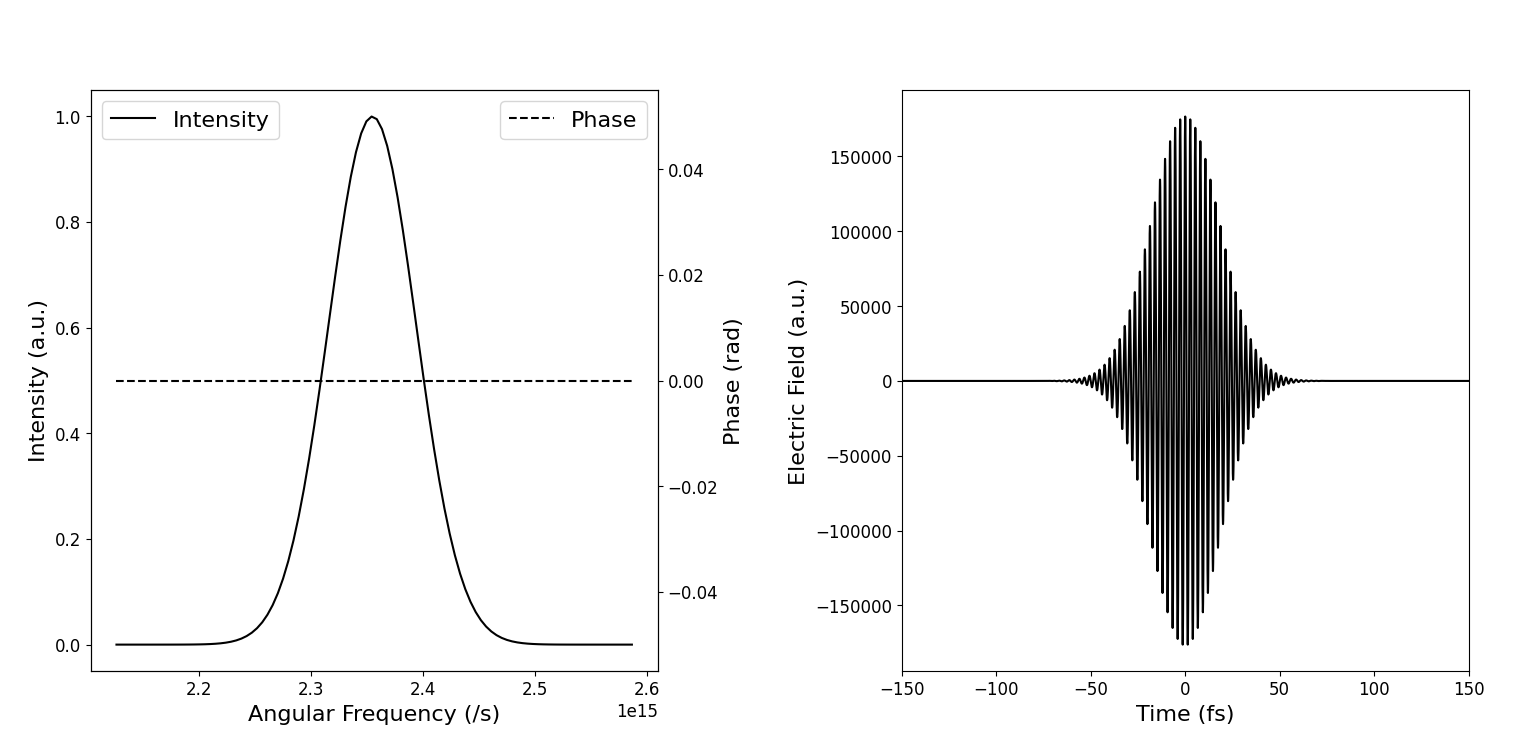 Intensity
Phase
1.0
0.8
0.6
0.4
0.2
0.0
Intensity (a.u.)
0.04
0.02
0.00
−0.02
−0.04
Phase (rad)
2.2 2.3 2.4 2.5 2.6
1e15
Angular Frequency (/s)
150000
100000
50000
0
−50000
−100000
−150000
Electric Field (a.u.)
−150 −100 −50 0 50 100 150
Time (fs)